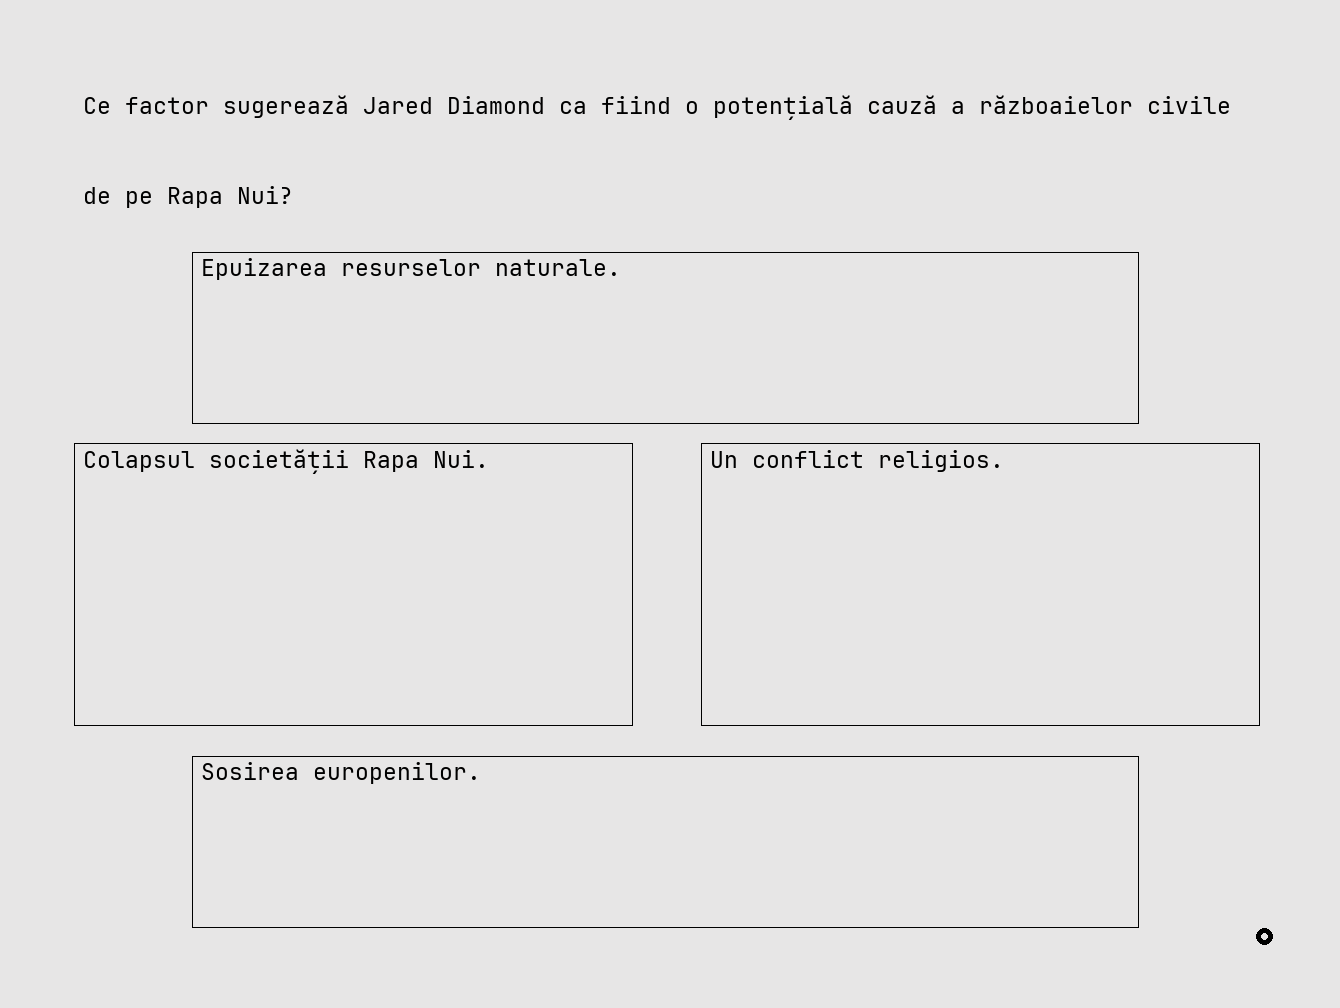 Ce factor sugerează Jared Diamond ca fiind o potențială cauză a războaielor civile
de pe Rapa Nui?
Epuizarea resurselor naturale.
Colapsul societății Rapa Nui.
Un conflict religios.
Sosirea europenilor.